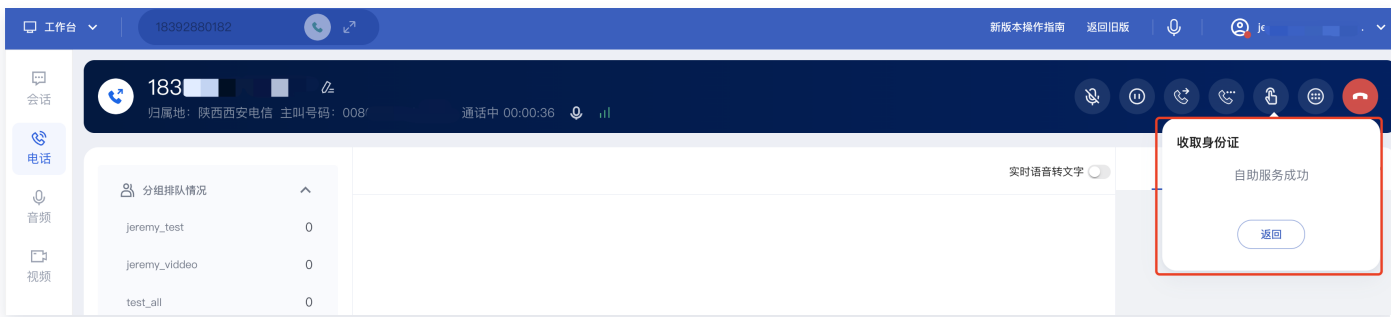 工作台
18392880182
新版本操作指南
返回旧版
会话
183
归属地：陕西西安电信 主叫号码：008
通话中 00:00:36
电话
收取身份证
自助服务成功
返回
实时语音转文字
分组排队情况
音频
jeremy_test 0
jeremy_viddeo 0
视频
test_all 0